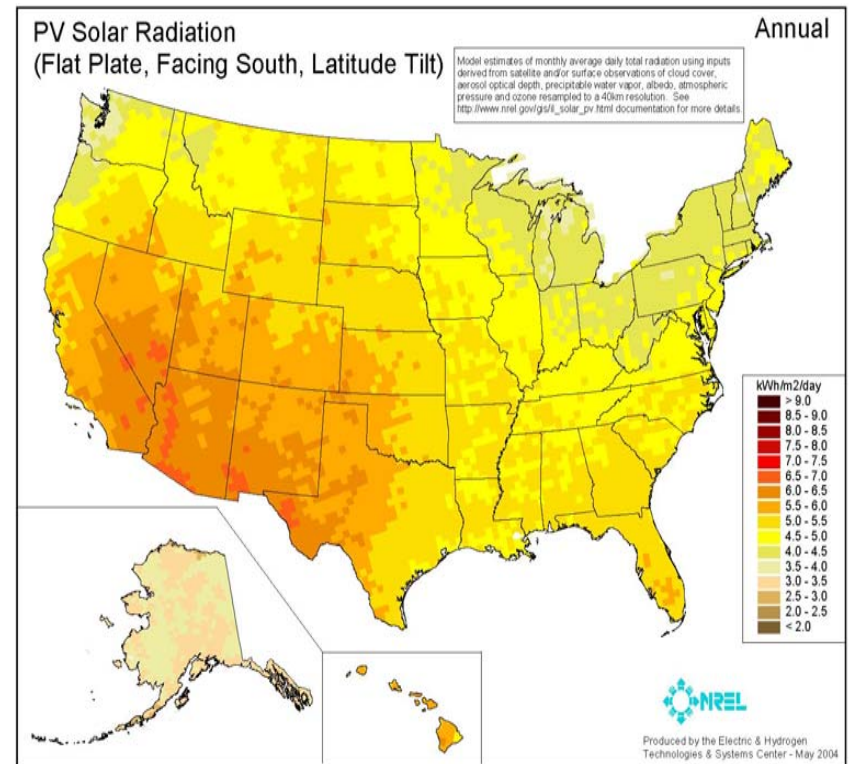 PV Solar Radiation
(Flat Plate, Facing South, Latitude Tilt)
Annual
Model estimates of monthly average daily total radiation using inputs
derived from satellite and/or surface observations of cloud cover,
aerosol optical depth, precipitable water vapor, albedo, atmospheric
pressure and ozone resampled to a 40km resolution. See
http://www.nrel.gov/gis/il_solar_pv.html documentation for more details.
kWh/m2/day
> 9.0
8.5 - 9.0
8.0 - 8.5
7.5 - 8.0
7.0 - 7.5
6.5 - 7.0
6.0 - 6.5
5.5 - 6.0
5.0 - 5.5
4.5 - 5.0
4.0 - 4.5
3.5 - 4.0
3.0 - 3.5
2.5 - 3.0
2.0 - 2.5
< 2.0
NREL
Produced by the Electric & Hydrogen
Technologies & Systems Center - May 2004